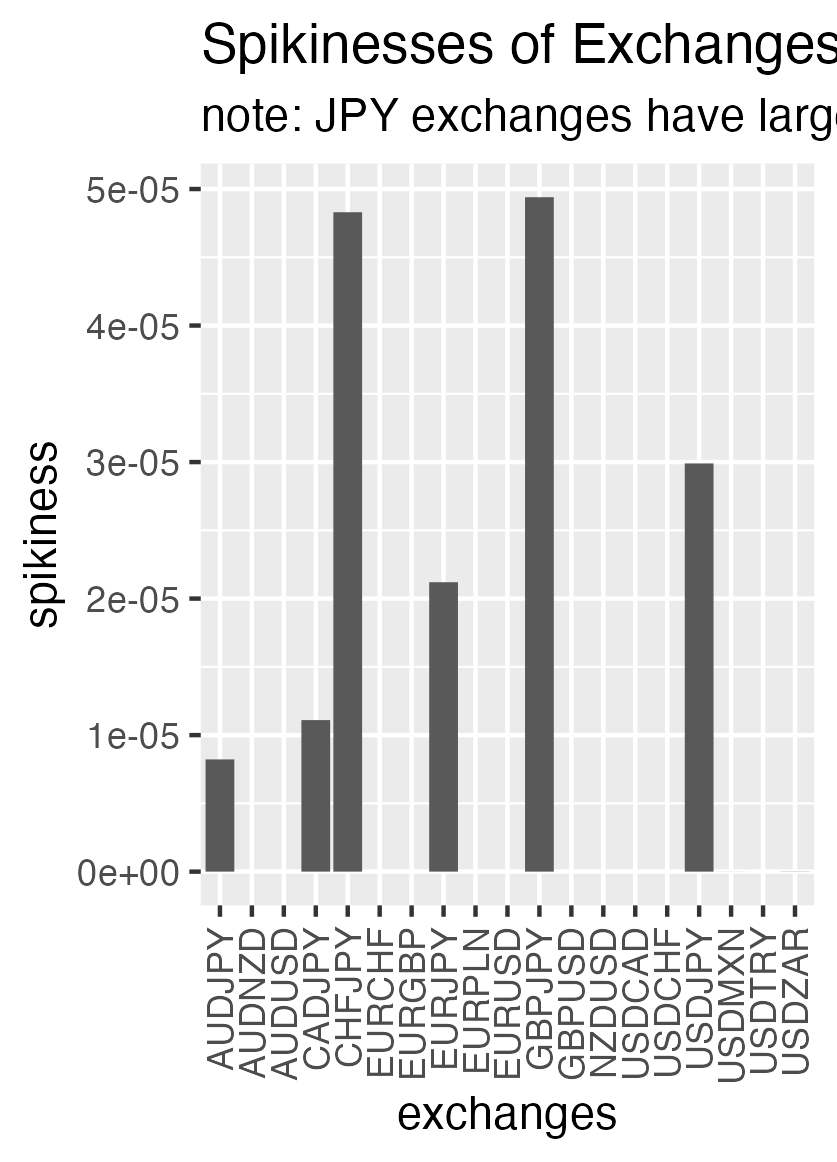 Spikinesses of Exchanges
note: JPY exchanges have
5e-05
4e-05
3e-05
2e-05
1e-05
0e+00
spikiness
AUDJPY
AUDNZD
AUDUSD
CADJPY
CHFJPY
EURCHF
EURGBP
EURJPY
EURPLN
EURUSD
GBPJPY
GBPUSD
NZDUSD
USDCAD
USDCHF
USDJPY
USDMXN
USDTRY
USDZAR
exchanges